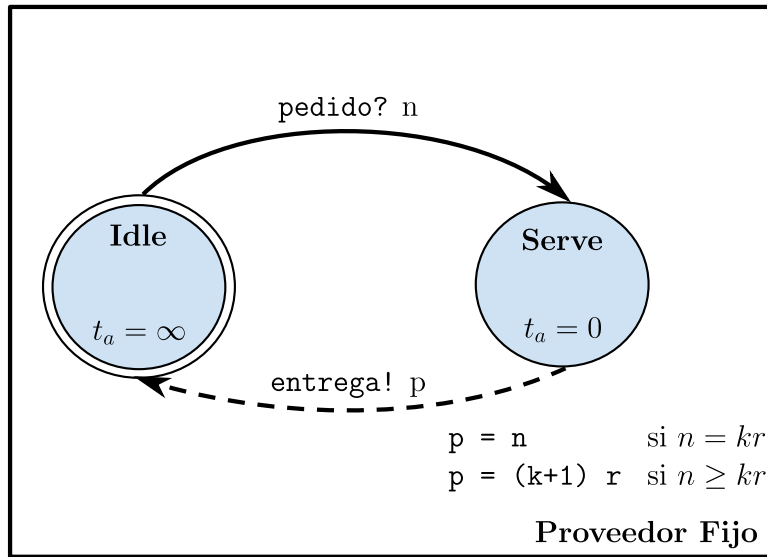 pedido? n
Idle
Serve
t_a = ∞
t_a = 0
entrega! p
p = n si n = kr
p = (k+1) r si n ≥ kr
Proveedor Fijo